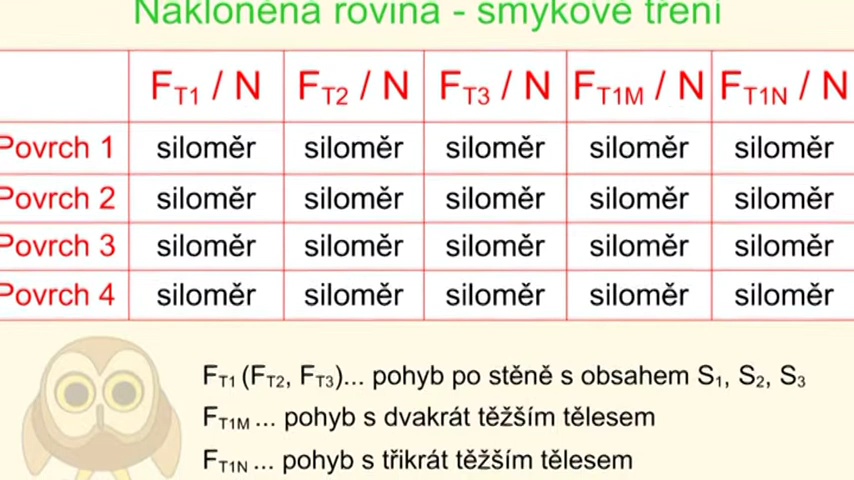 Nakloněná rovina - smykové tření
F_T1 / N F_T2 / N F_T3 / N F_T1M / N F_T1N / N
Povrch 1 siloměr siloměr siloměr siloměr siloměr
Povrch 2 siloměr siloměr siloměr siloměr siloměr
Povrch 3 siloměr siloměr siloměr siloměr siloměr
Povrch 4 siloměr siloměr siloměr siloměr siloměr
F_T1 (F_T2, F_T3)... pohyb po stěně s obsahem S₁, S₂, S₃
F_T1M ... pohyb s dvakrát těžším tělesem
F_T1N ... pohyb s třikrát těžším tělesem